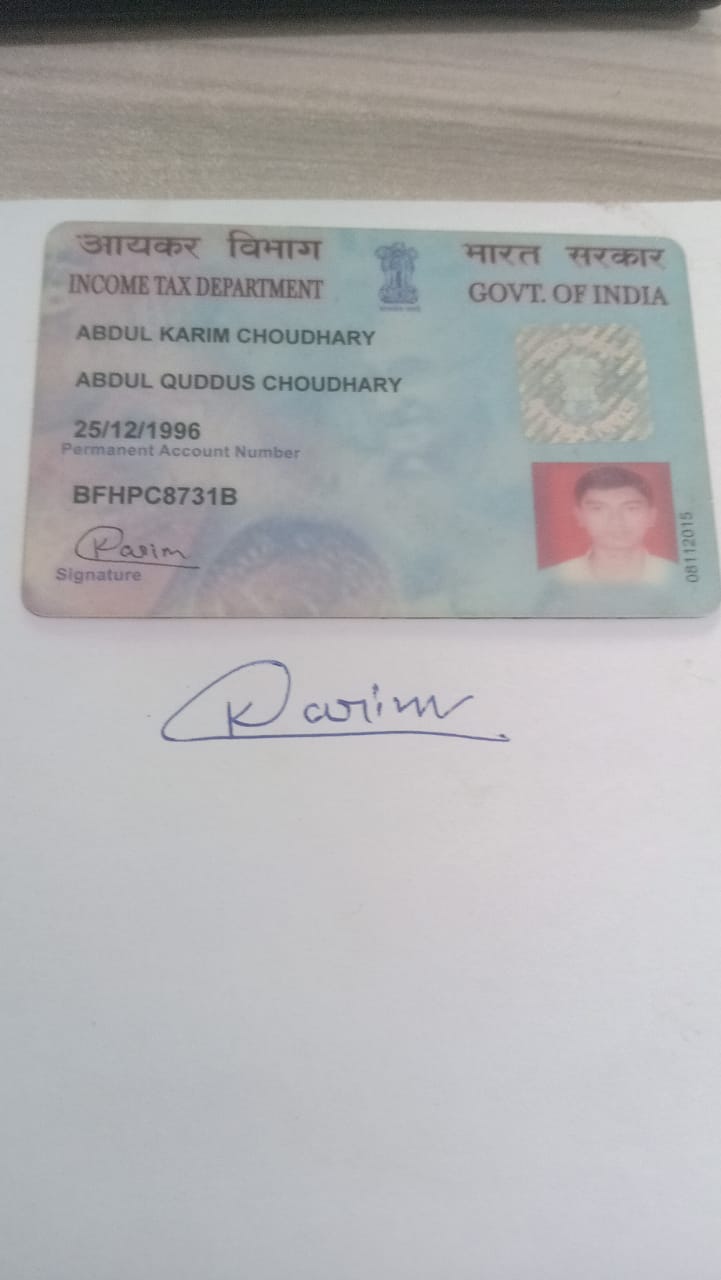 आयकर विभाग भारत सरकार
INCOME TAX DEPARTMENT GOVT. OF INDIA
ABDUL KARIM CHOUDHARY
ABDUL QUDDUS CHOUDHARY
25/12/1996
Permanent Account Number
BFHPC8731B
Karim
Signature
08112015
Karim